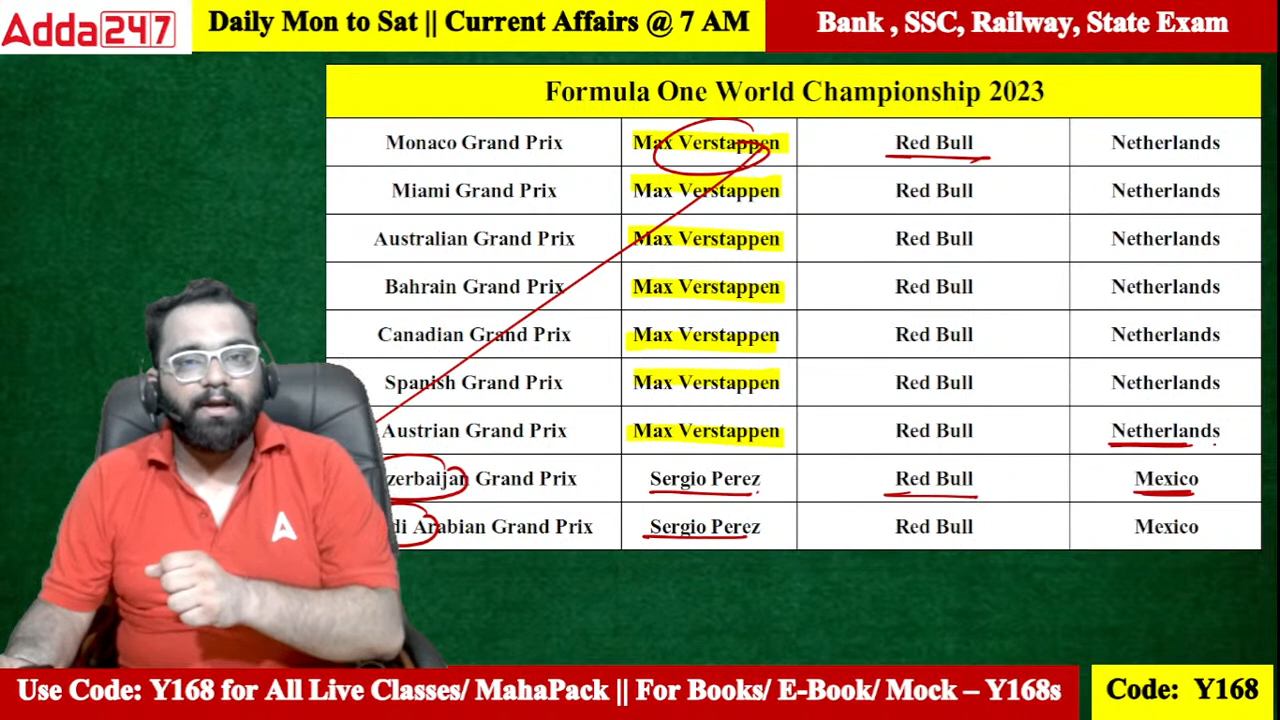 Adda247
Daily Mon to Sat || Current Affairs @ 7 AM
Bank , SSC, Railway, State Exam
Formula One World Championship 2023
Monaco Grand Prix Max Verstappen Red Bull Netherlands
Miami Grand Prix Max Verstappen Red Bull Netherlands
Australian Grand Prix Max Verstappen Red Bull Netherlands
Bahrain Grand Prix Max Verstappen Red Bull Netherlands
Canadian Grand Prix Max Verstappen Red Bull Netherlands
Spanish Grand Prix Max Verstappen Red Bull Netherlands
Austrian Grand Prix Max Verstappen Red Bull Netherlands
zerbaijan Grand Prix Sergio Perez Red Bull Mexico
di Arabian Grand Prix Sergio Perez Red Bull Mexico
Use Code: Y168 for All Live Classes/ MahaPack || For Books/ E-Book/ Mock – Y168s
Code: Y168